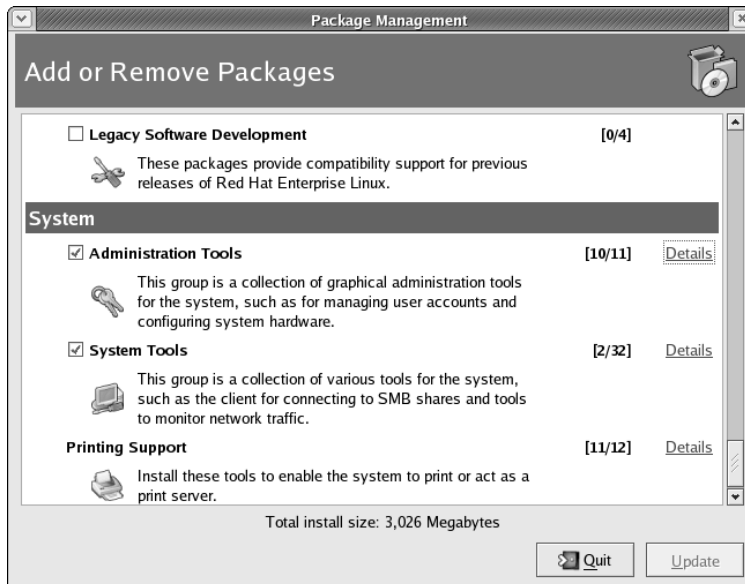 Package Management
Add or Remove Packages
Legacy Software Development [0/4]
These packages provide compatibility support for previous
releases of Red Hat Enterprise Linux.
System
Administration Tools [10/11] Details
This group is a collection of graphical administration tools
for the system, such as for managing user accounts and
configuring system hardware.
System Tools [2/32] Details
This group is a collection of various tools for the system,
such as the client for connecting to SMB shares and tools
to monitor network traffic.
Printing Support [11/12] Details
Install these tools to enable the system to print or act as a
print server.
Total install size: 3,026 Megabytes
Quit Update